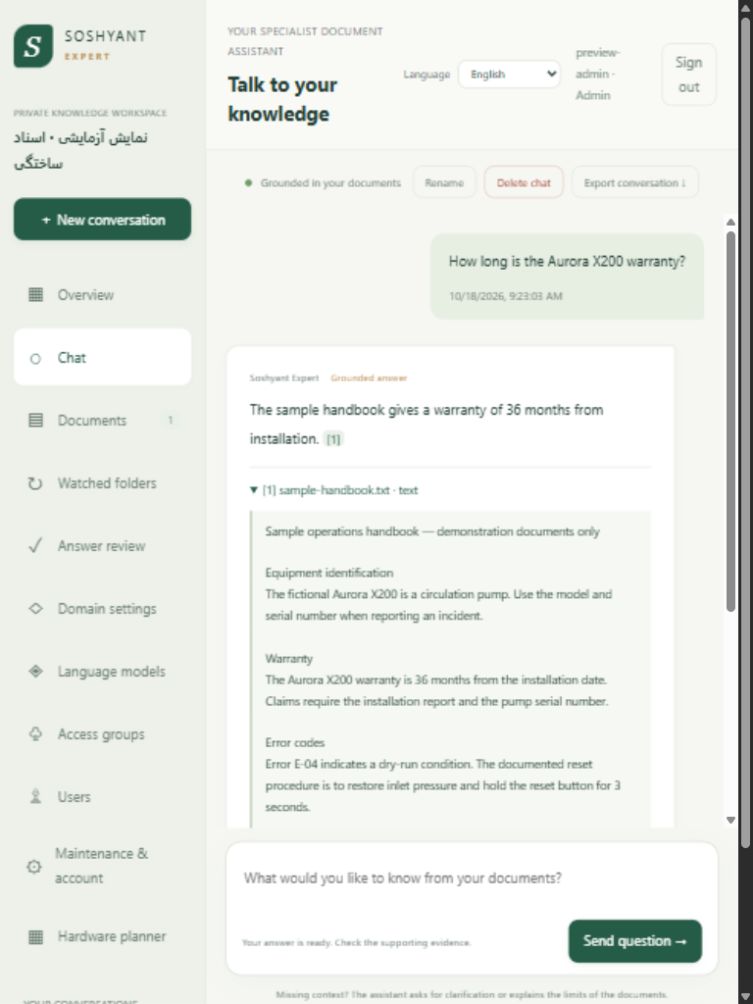 S
SOSHYANT
EXPERT
PRIVATE KNOWLEDGE WORKSPACE
نمایش آزمایشی • اسناد
ساختگی
+ New conversation
Overview
Chat
Documents 1
Watched folders
Answer review
Domain settings
Language models
Access groups
Users
Maintenance &
account
Hardware planner
YOUR CONVERSATIONS
YOUR SPECIALIST DOCUMENT
ASSISTANT
Talk to your
knowledge
Language English
preview-
admin ·
Admin
Sign
out
Grounded in your documents Rename Delete chat Export conversation ↓
How long is the Aurora X200 warranty?
10/18/2026, 9:23:03 AM
Soshyant Expert Grounded answer
The sample handbook gives a warranty of 36 months from
installation. [1]
▼ [1] sample-handbook.txt · text
Sample operations handbook — demonstration documents only
Equipment identification
The fictional Aurora X200 is a circulation pump. Use the model and
serial number when reporting an incident.
Warranty
The Aurora X200 warranty is 36 months from the installation date.
Claims require the installation report and the pump serial number.
Error codes
Error E-04 indicates a dry-run condition. The documented reset
procedure is to restore inlet pressure and hold the reset button for 3
seconds.
What would you like to know from your documents?
Your answer is ready. Check the supporting evidence.
Send question →
Missing context? The assistant asks for clarification or explains the limits of the documents.